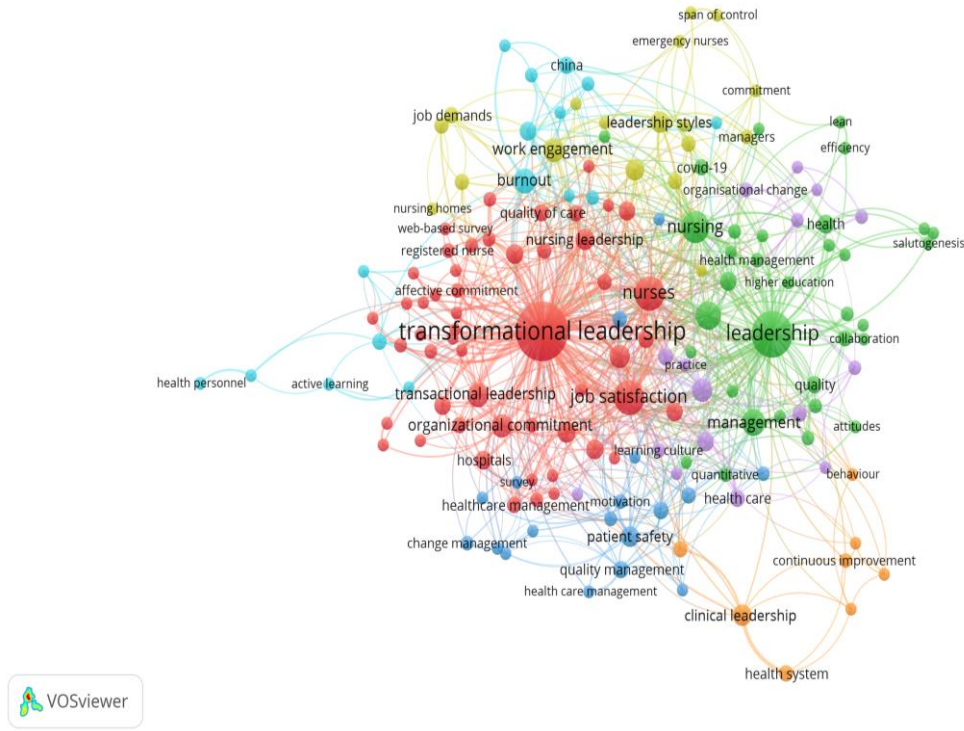 span of control
emergency nurses
china
commitment
job demands
leadership styles
lean
managers
work engagement
efficiency
covid-19
burnout
organisational change
nursing homes
quality of care
nursing
health
web-based survey
nursing leadership
salutogenesis
registered nurse
health management
higher education
affective commitment
nurses
transformational leadership
leadership
collaboration
practice
health personnel
active learning
quality
transactional leadership
job satisfaction
management
organizational commitment
attitudes
learning culture
hospitals
quantitative
behaviour
survey
health care
healthcare management
motivation
patient safety
change management
continuous improvement
quality management
health care management
clinical leadership
health system
VOSviewer